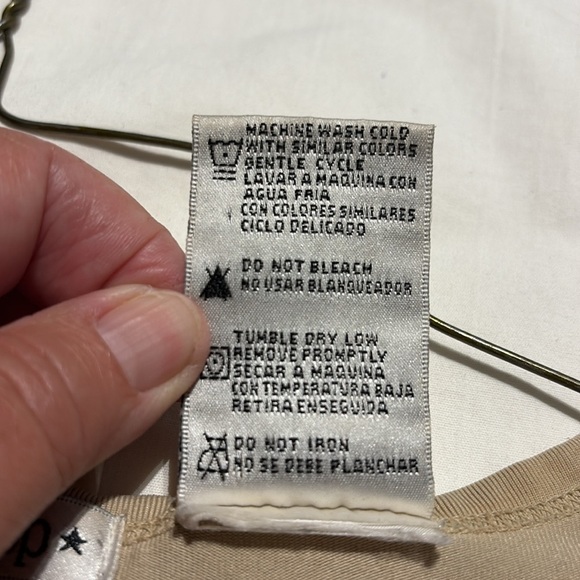 MACHINE WASH COLD
WITH SIMILAR COLORS
GENTLE CYCLE
LAVAR A MAQUINA CON
AGUA FRIA
CON COLORES SIMILARES
CICLO DELICADO
DO NOT BLEACH
NO USAR BLANQUEADOR
TUMBLE DRY LOW
REMOVE PROMPTLY
SECAR A MAQUINA
CON TEMPERATURA BAJA
RETIRA ENSEGUIDA
DO NOT IRON
NO SE DEBE PLANCHAR